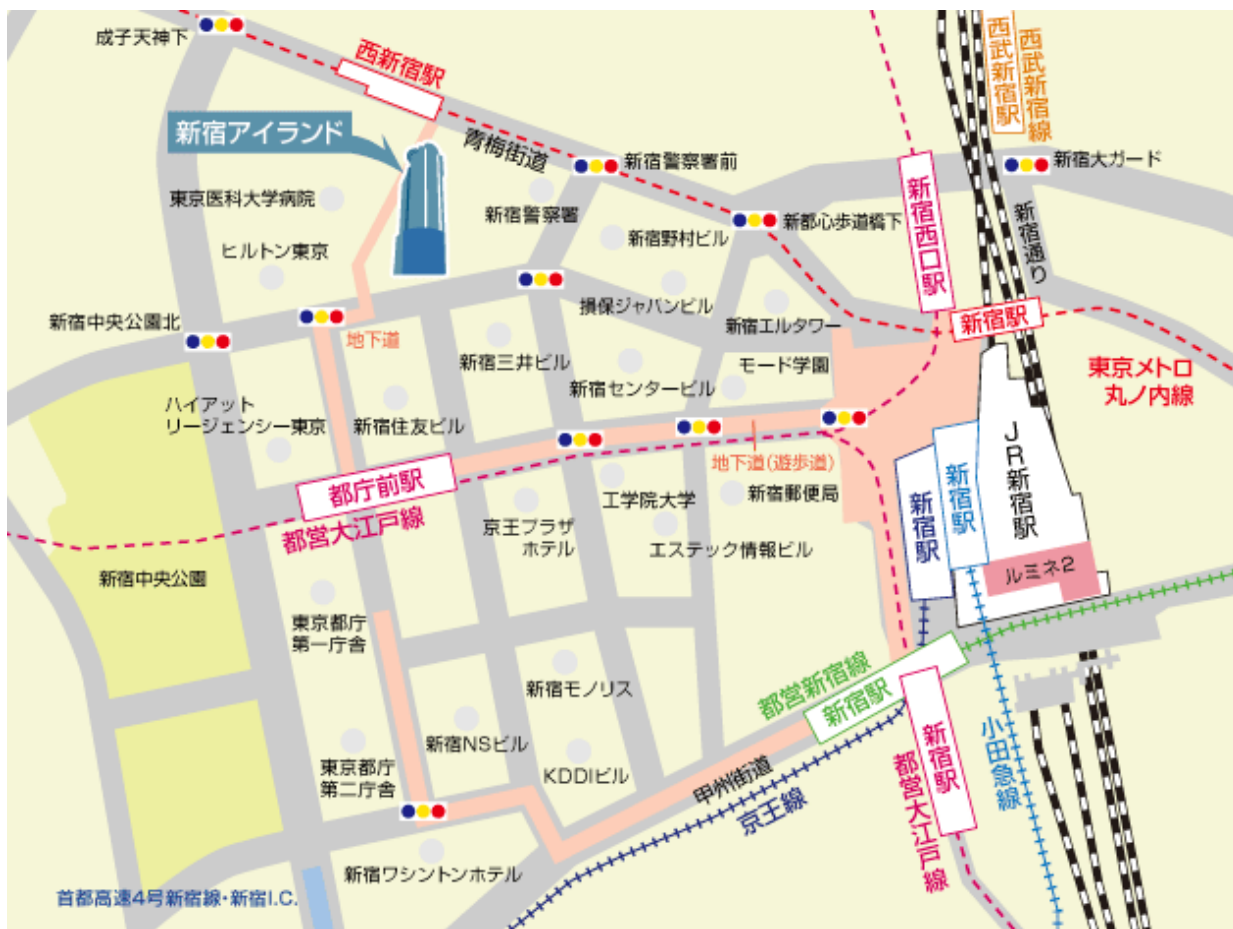 成子天神下
西新宿駅
西武新宿駅
西武新宿線
新宿アイランド
青梅街道
新宿警察署前
新宿大ガード
東京医科大学病院
新宿警察署
新宿西口駅
新宿通り
新都心歩道橋下
新宿野村ビル
ヒルトン東京
損保ジャパンビル
新宿中央公園北
新宿エルタワー
新宿駅
地下道
新宿三井ビル
モード学園
東京メトロ
丸ノ内線
新宿センタービル
ハイアット
リージェンシー東京
新宿住友ビル
JR新宿駅
地下道(遊歩道)
都庁前駅
都営大江戸線
工学院大学
新宿郵便局
新宿駅
新宿駅
京王プラザ
ホテル
エステック情報ビル
ルミネ2
新宿中央公園
東京都庁
第一庁舎
新宿モノリス
都営新宿線
新宿駅
新宿駅
都営大江戸線
小田急線
新宿NSビル
KDDIビル
東京都庁
第二庁舎
甲州街道
京王線
新宿ワシントンホテル
首都高速4号新宿線・新宿I.C.